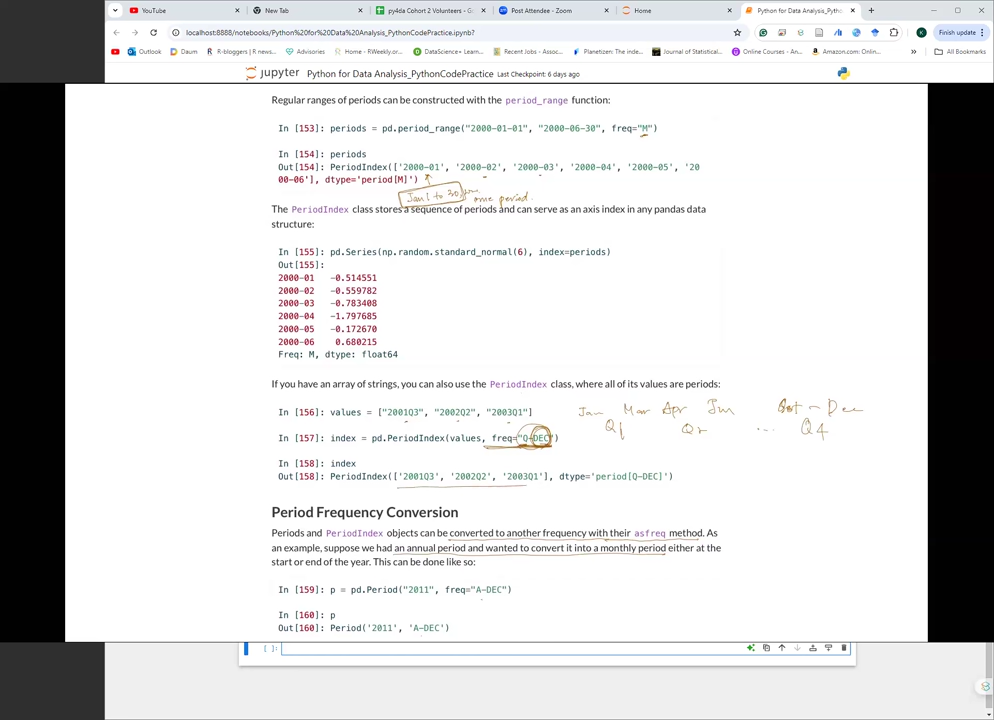 YouTube
New Tab
py4da Cohort 2 Volunteers - G
Post Attendee - Zoom
Home
Python for Data Analysis_Pytho
localhost:8888/notebooks/Python%20for%20Data%20Analysis_PythonCodePractice.ipynb?
Finish update
Outlook
Daum
R-bloggers | R news...
Advisories
Home - RWeekly.or...
DataScience+ Learn...
Recent Jobs - Assoc...
Planetizen: The inde...
Journal of Statistical...
Online Courses - An...
Amazon.com: Onlin...
All Bookmarks
jupyter Python for Data Analysis_PythonCodePractice Last Checkpoint: 6 days ago
Regular ranges of periods can be constructed with the period_range function:
In [153]: periods = pd.period_range("2000-01-01", "2000-06-30", freq="M")
In [154]: periods
Out[154]: PeriodIndex(['2000-01', '2000-02', '2000-03', '2000-04', '2000-05', '20
00-06'], dtype='period[M]')
Jan 1 to 30
one period.
The PeriodIndex class stores a sequence of periods and can serve as an axis index in any pandas data
structure:
In [155]: pd.Series(np.random.standard_normal(6), index=periods)
Out[155]:
2000-01 -0.514551
2000-02 -0.559782
2000-03 -0.783408
2000-04 -1.797685
2000-05 -0.172670
2000-06 0.680215
Freq: M, dtype: float64
If you have an array of strings, you can also use the PeriodIndex class, where all of its values are periods:
In [156]: values = ["2001Q3", "2002Q2", "2003Q1"]
Jan Mar Apr Jun Oct - Dec
In [157]: index = pd.PeriodIndex(values, freq="Q-DEC")
Q1 Q2 ... Q4
In [158]: index
Out[158]: PeriodIndex(['2001Q3', '2002Q2', '2003Q1'], dtype='period[Q-DEC]')
Period Frequency Conversion
Periods and PeriodIndex objects can be converted to another frequency with their asfreq method. As
an example, suppose we had an annual period and wanted to convert it into a monthly period either at the
start or end of the year. This can be done like so:
In [159]: p = pd.Period("2011", freq="A-DEC")
In [160]: p
Out[160]: Period('2011', 'A-DEC')
[ ]: